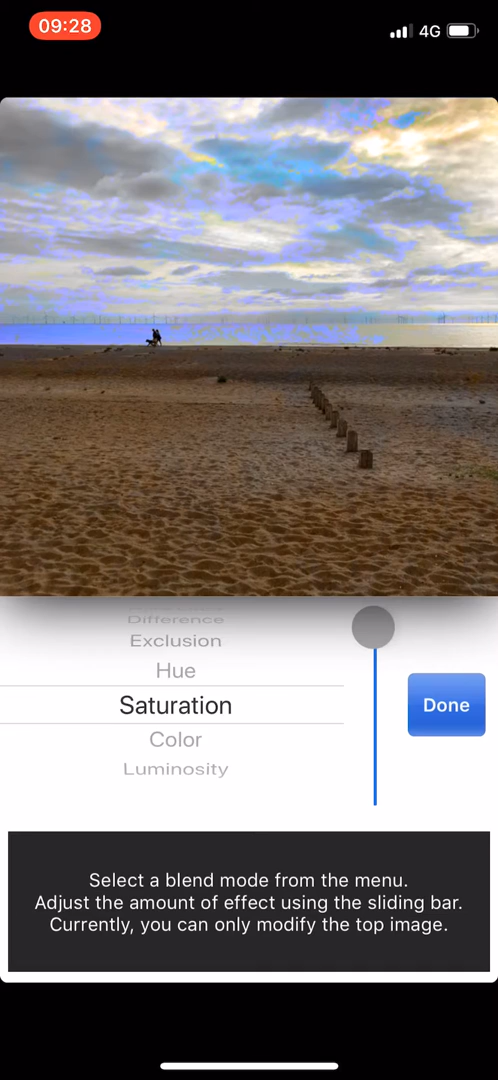 09:28
4G
Difference
Exclusion
Hue
Saturation
Color
Luminosity
Done
Select a blend mode from the menu.
Adjust the amount of effect using the sliding bar.
Currently, you can only modify the top image.